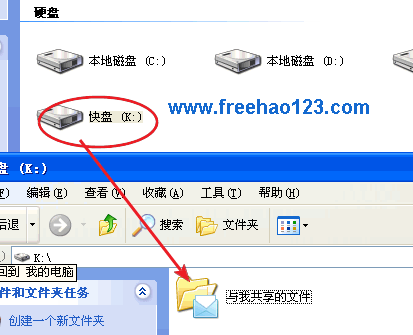 硬盘
本地磁盘 (C:)
本地磁盘 (D:)
快盘 (K:)
www.freehao123.com
盘 (K:)
F) 编辑(E) 查看(V) 收藏(A) 工具(T) 帮助(H)
后退 搜索 文件夹
K:\
回到 我的电脑
件和文件夹任务
与我共享的文件
创建一个新文件夹